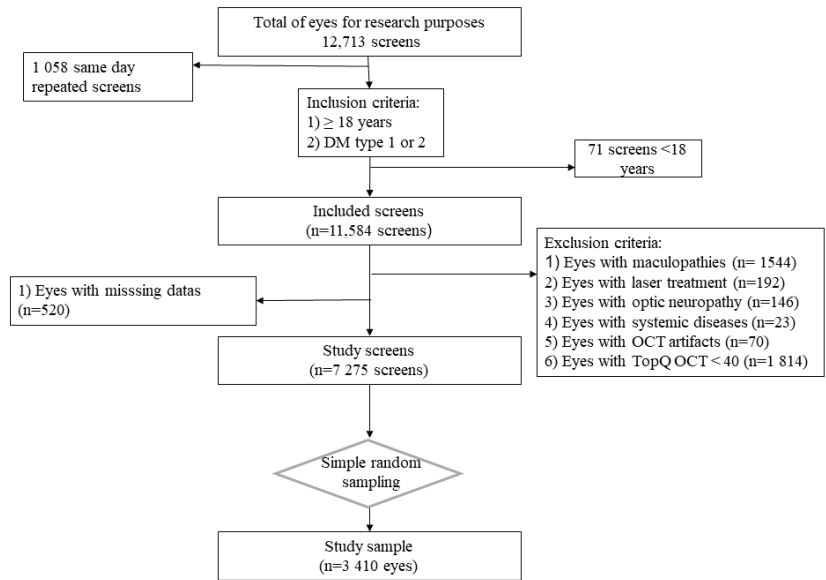 Total of eyes for research purposes
12,713 screens
1 058 same day
repeated screens
Inclusion criteria:
1) ≥ 18 years
2) DM type 1 or 2
71 screens <18
years
Included screens
(n=11,584 screens)
Exclusion criteria:
1) Eyes with maculopathies (n= 1544)
2) Eyes with laser treatment (n=192)
3) Eyes with optic neuropathy (n=146)
4) Eyes with systemic diseases (n=23)
5) Eyes with OCT artifacts (n=70)
6) Eyes with TopQ OCT < 40 (n=1 814)
1) Eyes with misssing datas
(n=520)
Study screens
(n=7 275 screens)
Simple random
sampling
Study sample
(n=3 410 eyes)